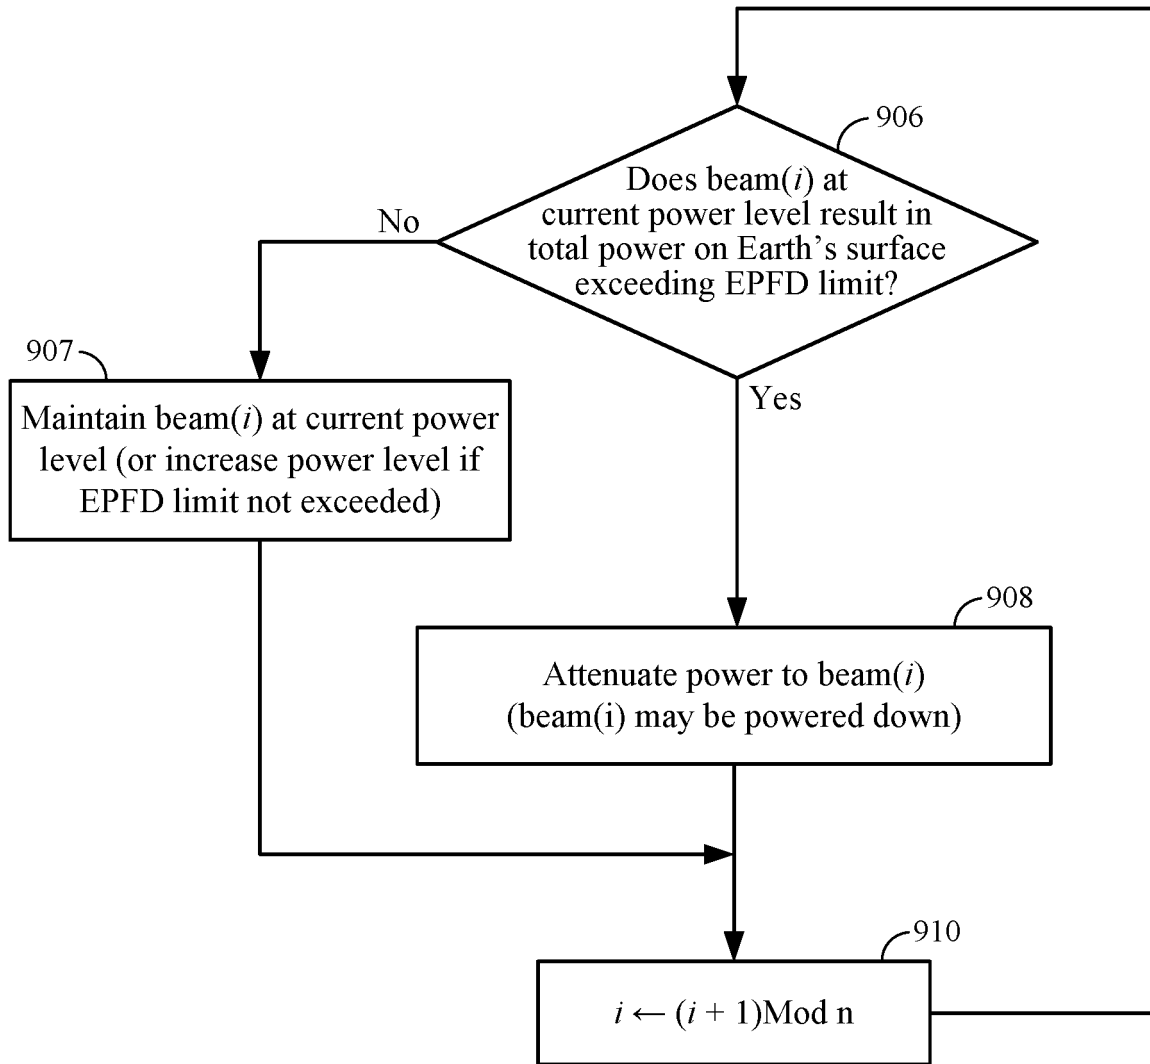 906
Does beam(i) at
current power level result in
total power on Earth’s surface
exceeding EPFD limit?
No
Yes
907
Maintain beam(i) at current power
level (or increase power level if
EPFD limit not exceeded)
908
Attenuate power to beam(i)
(beam(i) may be powered down)
910
i ← (i + 1)Mod n